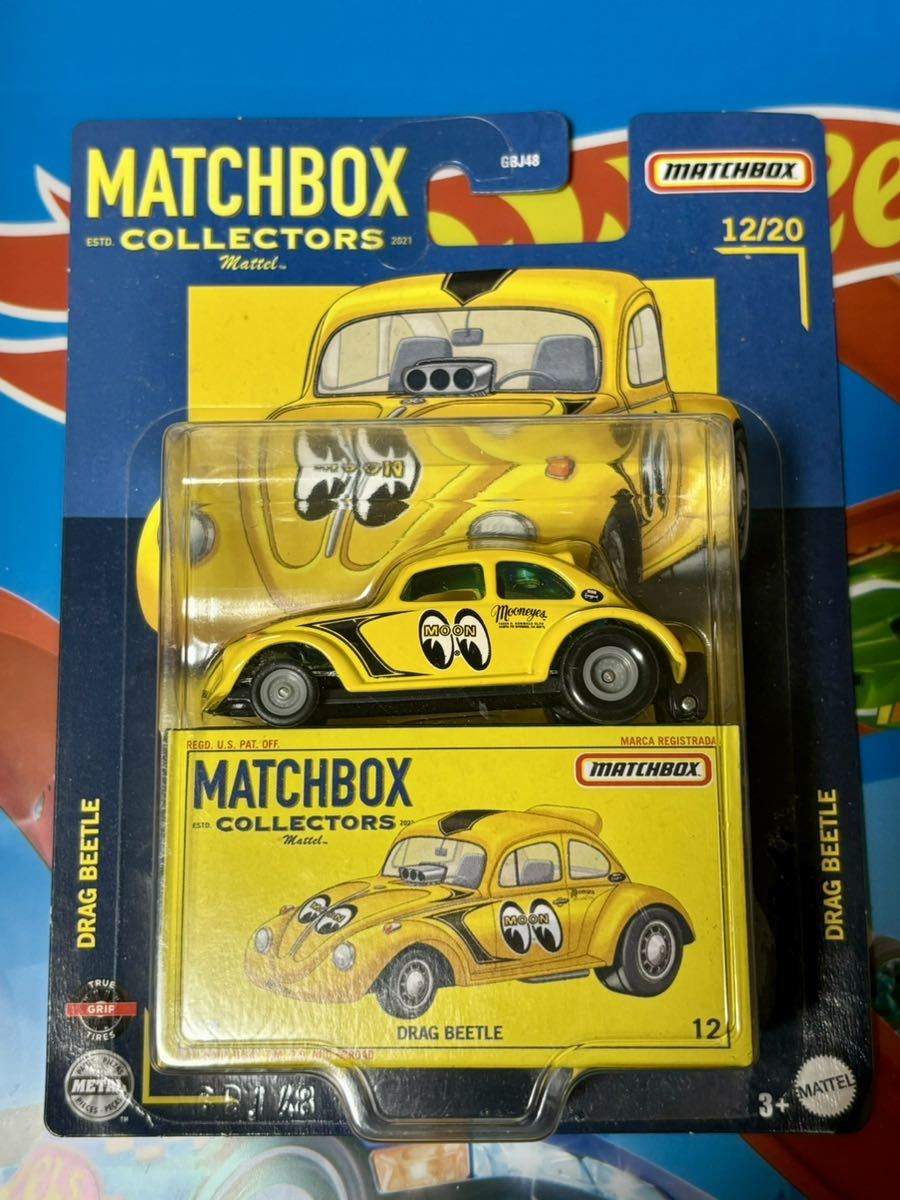 MATCHBOX
ESTD. COLLECTORS 2021
Mattel
GBJ48
MATCHBOX
12/20
MOON
MOON
Mooneyes
REGD. U.S. PAT. OFF.
MARCA REGISTRADA
MATCHBOX
ESTD. COLLECTORS
Mattel
MATCHBOX
MOON
MOON
DRAG BEETLE
12
DRAG BEETLE
DRAG BEETLE
TRUE
GRIP
TIRES
METAL
3+
MATTEL